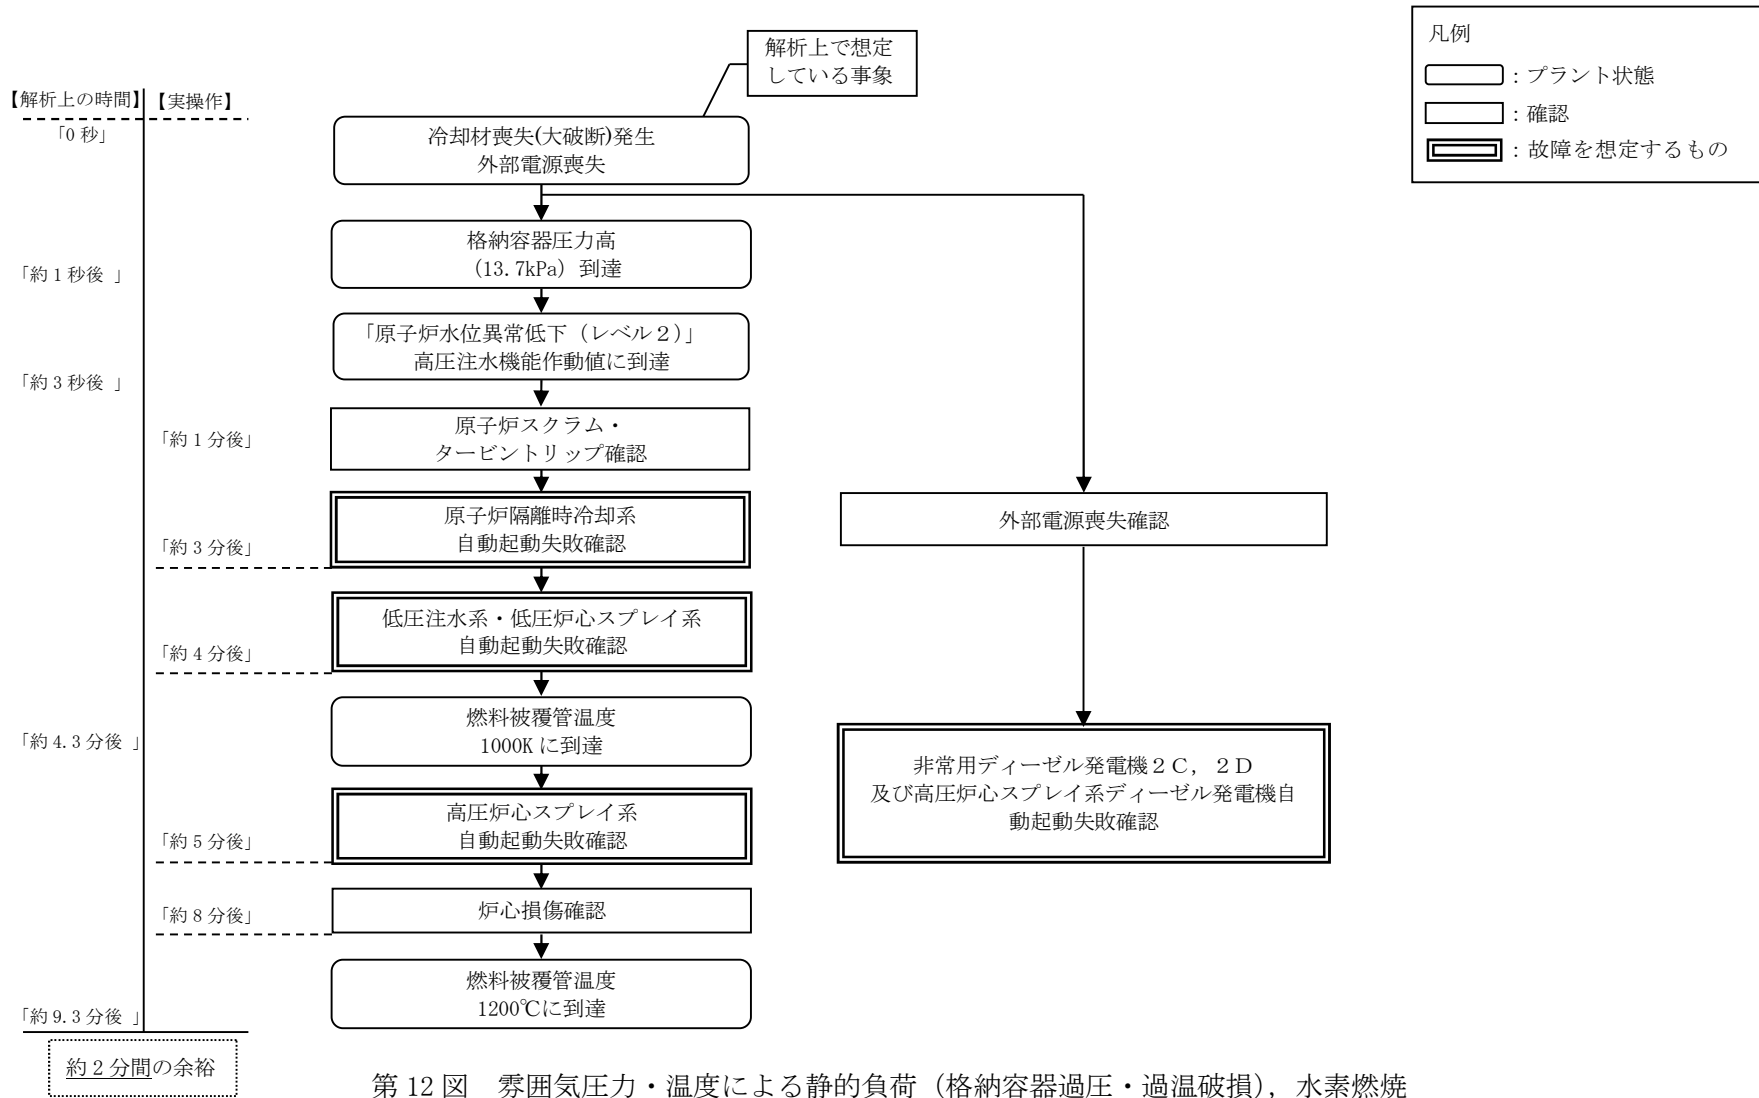 解析上で想定
している事象
凡例
：プラント状態
：確認
：故障を想定するもの
【解析上の時間】
【実操作】
「0 秒」
冷却材喪失(大破断)発生
外部電源喪失
「約 1 秒後 」
格納容器圧力高
（13.7kPa）到達
「約 3 秒後 」
「原子炉水位異常低下（レベル２）」
高圧注水機能作動値に到達
「約 1 分後」
原子炉スクラム・
タービントリップ確認
「約 3 分後」
原子炉隔離時冷却系
自動起動失敗確認
外部電源喪失確認
「約 4 分後」
低圧注水系・低圧炉心スプレイ系
自動起動失敗確認
「約 4.3 分後 」
燃料被覆管温度
1000K に到達
非常用ディーゼル発電機２Ｃ，２Ｄ
及び高圧炉心スプレイ系ディーゼル発電機自
動起動失敗確認
「約 5 分後」
高圧炉心スプレイ系
自動起動失敗確認
「約 8 分後」
炉心損傷確認
「約 9.3 分後 」
燃料被覆管温度
1200℃に到達
約 2 分間の余裕
第 12 図　雰囲気圧力・温度による静的負荷（格納容器過圧・過温破損），水素燃焼